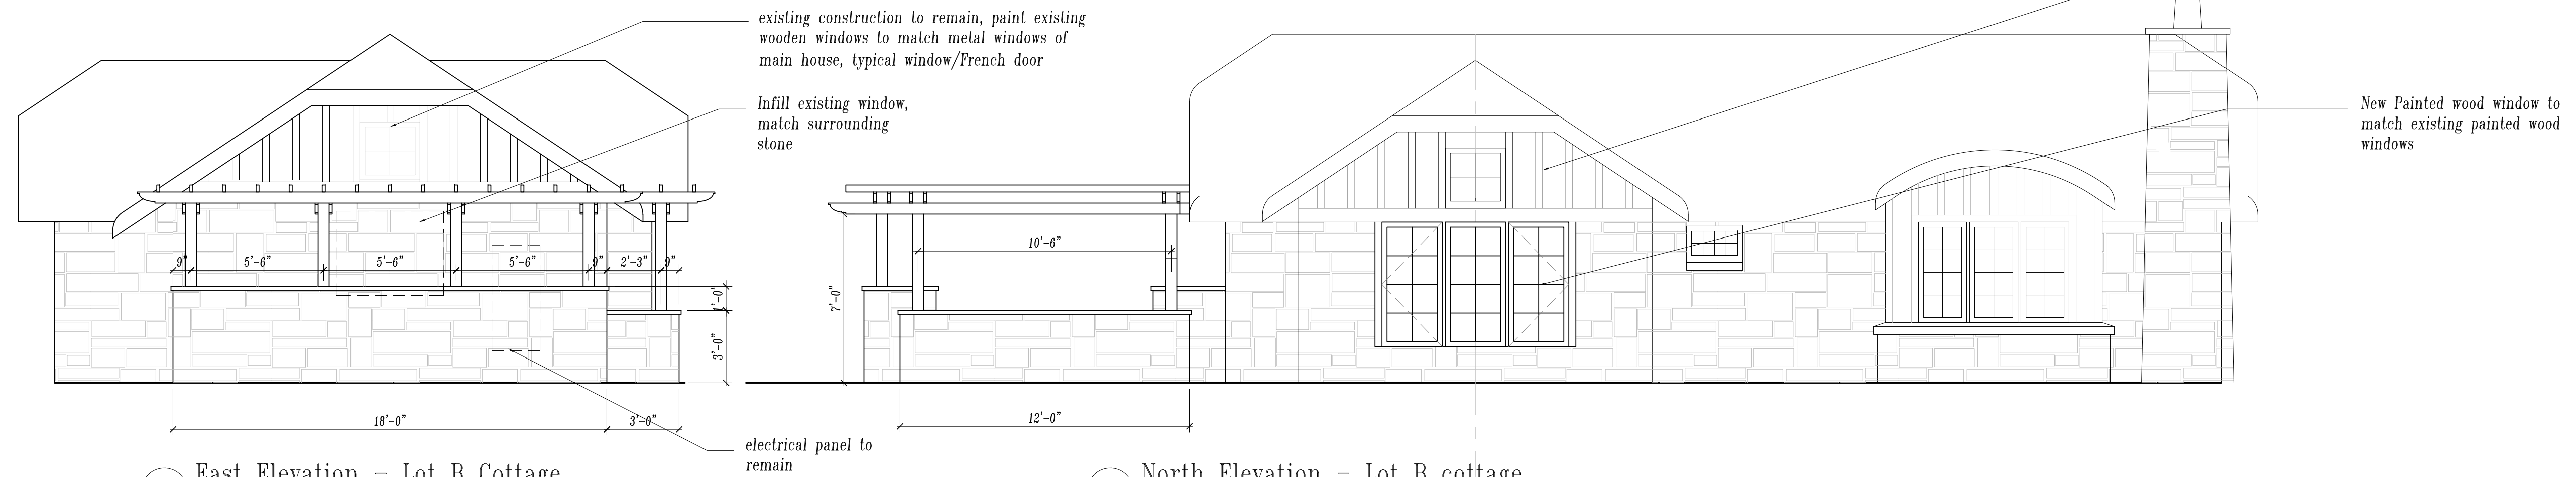 existing construction to remain, paint existing
wooden windows to match metal windows of
main house, typical window/French door
Infill existing window,
match surrounding
stone
New Painted wood window to
match existing painted wood
windows
9" 5'-6" 5'-6" 5'-6" 9" 2'-3" 9"
1'-0"
3'-0"
18'-0" 3'-0"
electrical panel to
remain
10'-6"
7'-0"
12'-0"
East Elevation - Lot B Cottage
North Elevation - Lot B cottage